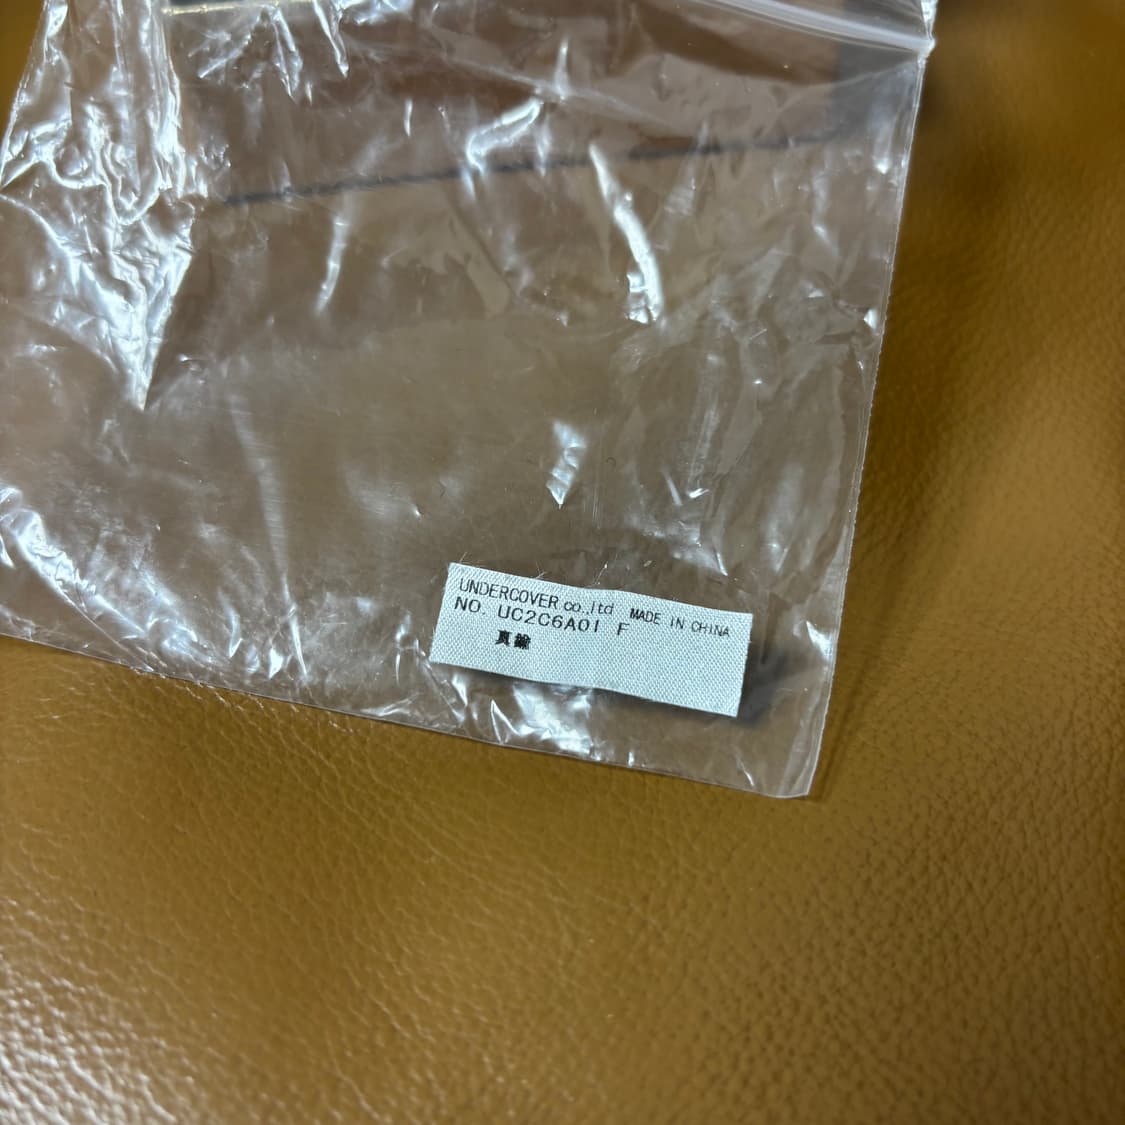 UNDERCOVER co.,ltd MADE IN CHINA
NO. UC2C6A01 F
真鍮